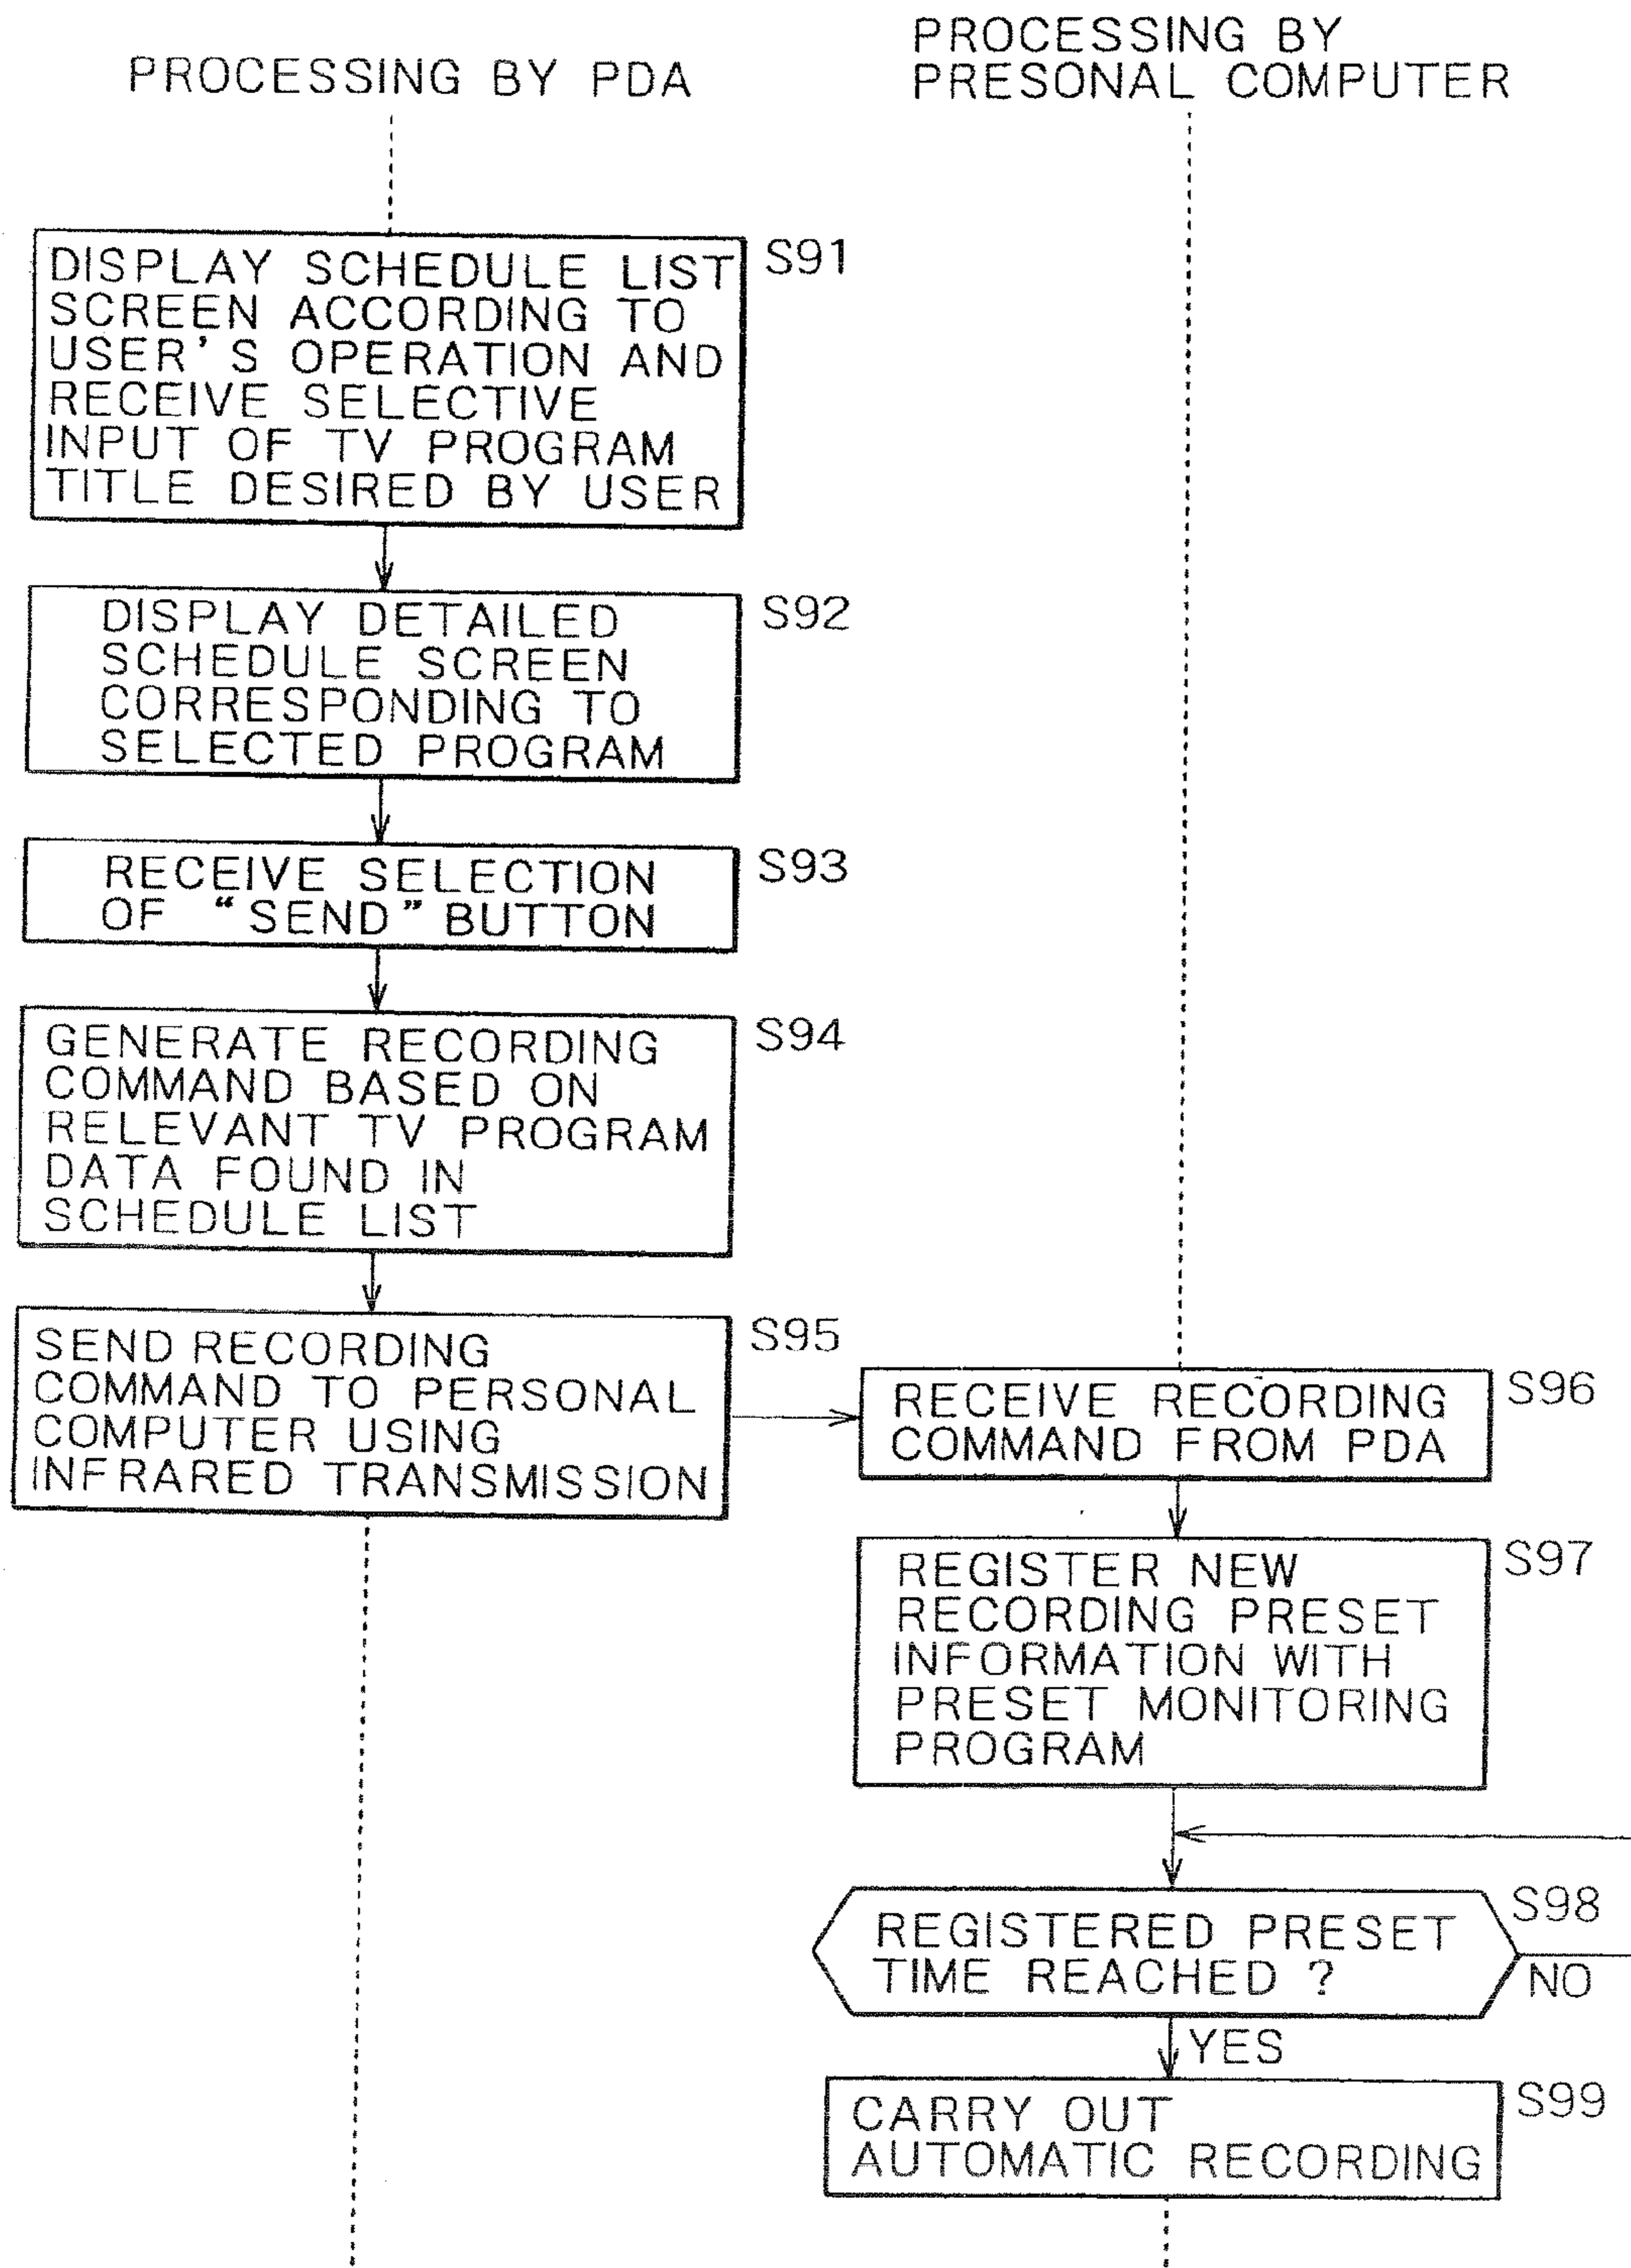 PROCESSING BY PDA
PROCESSING BY
PRESONAL COMPUTER
DISPLAY SCHEDULE LIST
SCREEN ACCORDING TO
USER'S OPERATION AND
RECEIVE SELECTIVE
INPUT OF TV PROGRAM
TITLE DESIRED BY USER
S91
DISPLAY DETAILED
SCHEDULE SCREEN
CORRESPONDING TO
SELECTED PROGRAM
S92
RECEIVE SELECTION
OF “SEND” BUTTON
S93
GENERATE RECORDING
COMMAND BASED ON
RELEVANT TV PROGRAM
DATA FOUND IN
SCHEDULE LIST
S94
SEND RECORDING
COMMAND TO PERSONAL
COMPUTER USING
INFRARED TRANSMISSION
S95
RECEIVE RECORDING
COMMAND FROM PDA
S96
REGISTER NEW
RECORDING PRESET
INFORMATION WITH
PRESET MONITORING
PROGRAM
S97
REGISTERED PRESET
TIME REACHED ?
S98
NO
YES
CARRY OUT
AUTOMATIC RECORDING
S99